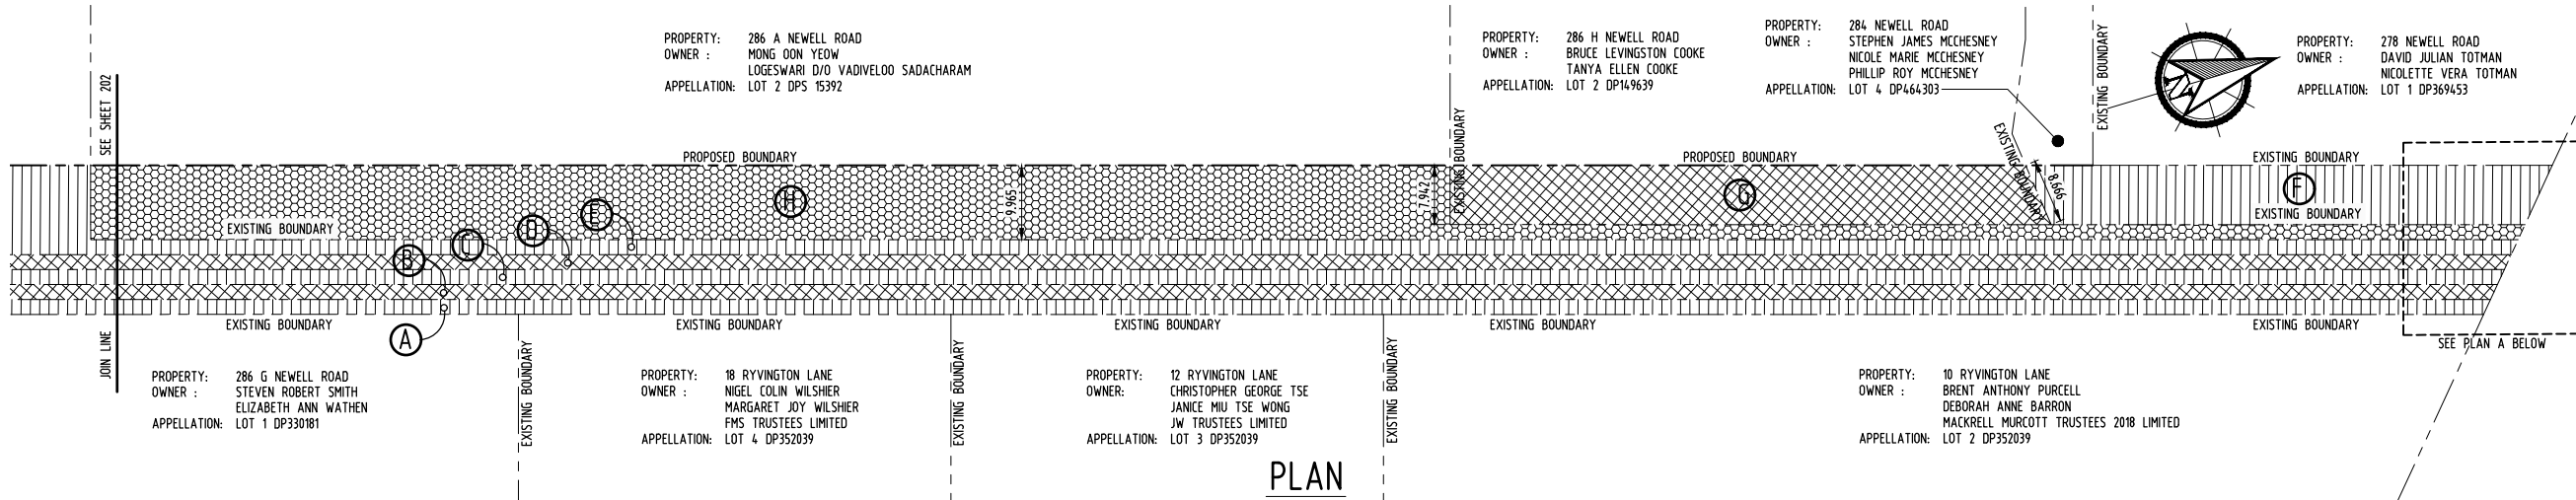 SEE SHEET 202
JOIN LINE
PROPERTY: 286 A NEWELL ROAD
OWNER : MONG OON YEOW
LOGESWARI D/O VADIVELOO SADACHARAM
APPELLATION: LOT 2 DPS 15392
PROPERTY: 286 H NEWELL ROAD
OWNER : BRUCE LEVINGSTON COOKE
TANYA ELLEN COOKE
APPELLATION: LOT 2 DP149639
PROPERTY: 284 NEWELL ROAD
OWNER : STEPHEN JAMES MCCHESNEY
NICOLE MARIE MCCHESNEY
PHILLIP ROY MCCHESNEY
APPELLATION: LOT 4 DP464303
EXISTING BOUNDARY
N
PROPERTY: 278 NEWELL ROAD
OWNER : DAVID JULIAN TOTMAN
NICOLETTE VERA TOTMAN
APPELLATION: LOT 1 DP369453
PROPOSED BOUNDARY
EXISTING BOUNDARY
PROPOSED BOUNDARY
EXISTING BOUNDARY
EXISTING BOUNDARY
H
9.965
7.942
G
8.666
F
EXISTING BOUNDARY
EXISTING BOUNDARY
E
D
C
B
A
EXISTING BOUNDARY
EXISTING BOUNDARY
EXISTING BOUNDARY
EXISTING BOUNDARY
EXISTING BOUNDARY
SEE PLAN A BELOW
PROPERTY: 286 G NEWELL ROAD
OWNER : STEVEN ROBERT SMITH
ELIZABETH ANN WATHEN
APPELLATION: LOT 1 DP330181
EXISTING BOUNDARY
PROPERTY: 18 RYVINGTON LANE
OWNER : NIGEL COLIN WILSHIER
MARGARET JOY WILSHIER
FMS TRUSTEES LIMITED
APPELLATION: LOT 4 DP352039
EXISTING BOUNDARY
PROPERTY: 12 RYVINGTON LANE
OWNER: CHRISTOPHER GEORGE TSE
JANICE MIU TSE WONG
JW TRUSTEES LIMITED
APPELLATION: LOT 3 DP352039
EXISTING BOUNDARY
PROPERTY: 10 RYVINGTON LANE
OWNER : BRENT ANTHONY PURCELL
DEBORAH ANNE BARRON
MACKRELL MURCOTT TRUSTEES 2018 LIMITED
APPELLATION: LOT 2 DP352039
PLAN